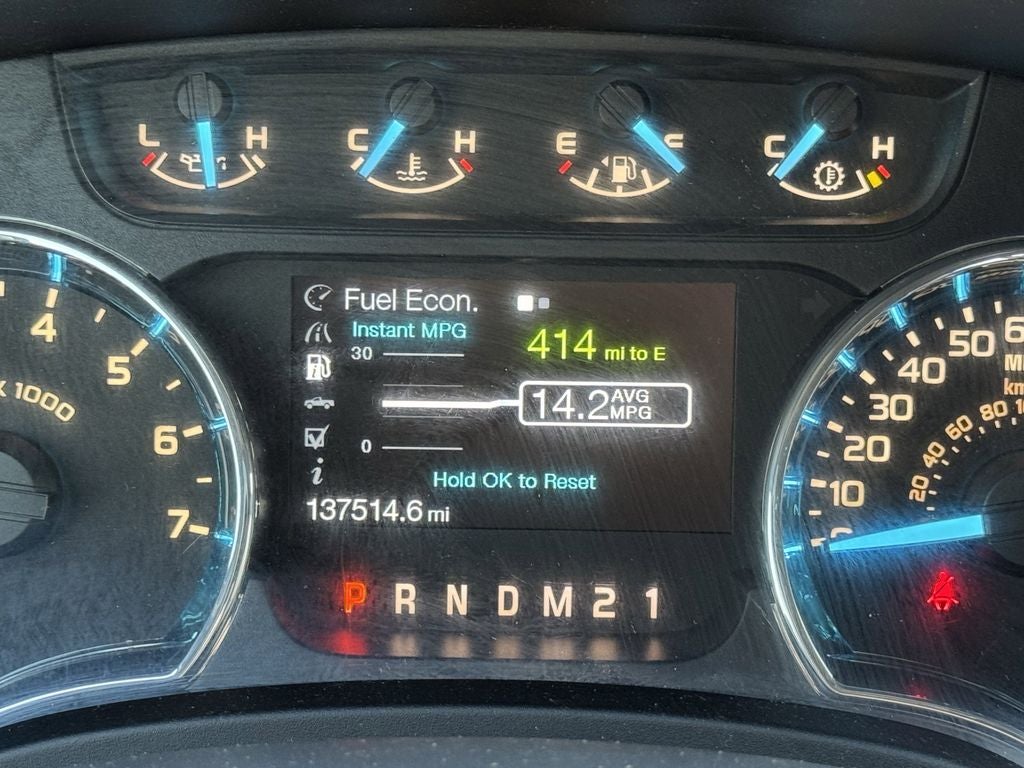 L H
C H
E F
C H
Fuel Econ.
Instant MPG
30
414 mi to E
14.2 AVG MPG
0
Hold OK to Reset
137514.6 mi
P R N D M 2 1
4
5
6
7
x 1000
50
40
30
20
10
80
60
40
20